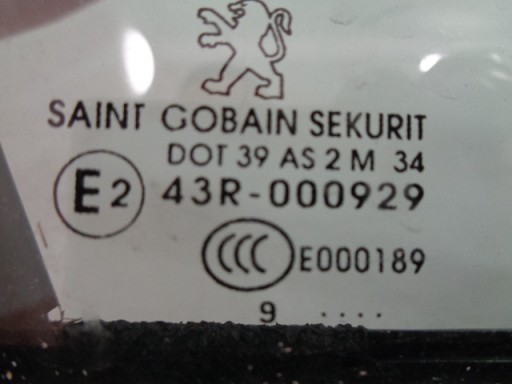 SAINT GOBAIN SEKURIT
DOT 39 AS 2 M 34
E2 43R-000929
CCC E000189
9 ....